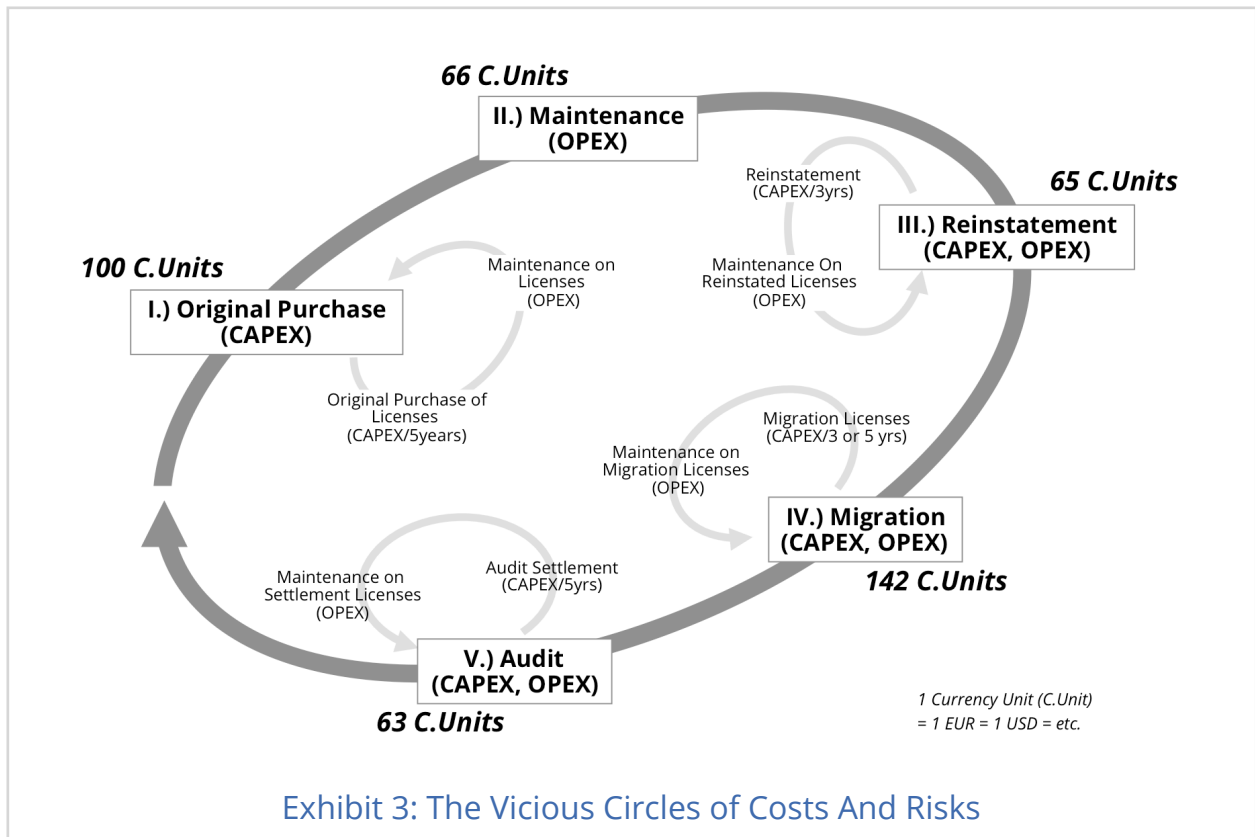 66 C.Units
II.) Maintenance
(OPEX)
65 C.Units
III.) Reinstatement
(CAPEX, OPEX)
Reinstatement
(CAPEX/3yrs)
Maintenance On
Reinstated Licenses
(OPEX)
100 C.Units
I.) Original Purchase
(CAPEX)
Maintenance on
Licenses
(OPEX)
Original Purchase of
Licenses
(CAPEX/5years)
Migration Licenses
(CAPEX/3 or 5 yrs)
Maintenance on
Migration Licenses
(OPEX)
IV.) Migration
(CAPEX, OPEX)
142 C.Units
Audit Settlement
(CAPEX/5yrs)
Maintenance on
Settlement Licenses
(OPEX)
V.) Audit
(CAPEX, OPEX)
63 C.Units
1 Currency Unit (C.Unit)
= 1 EUR = 1 USD = etc.
Exhibit 3: The Vicious Circles of Costs And Risks